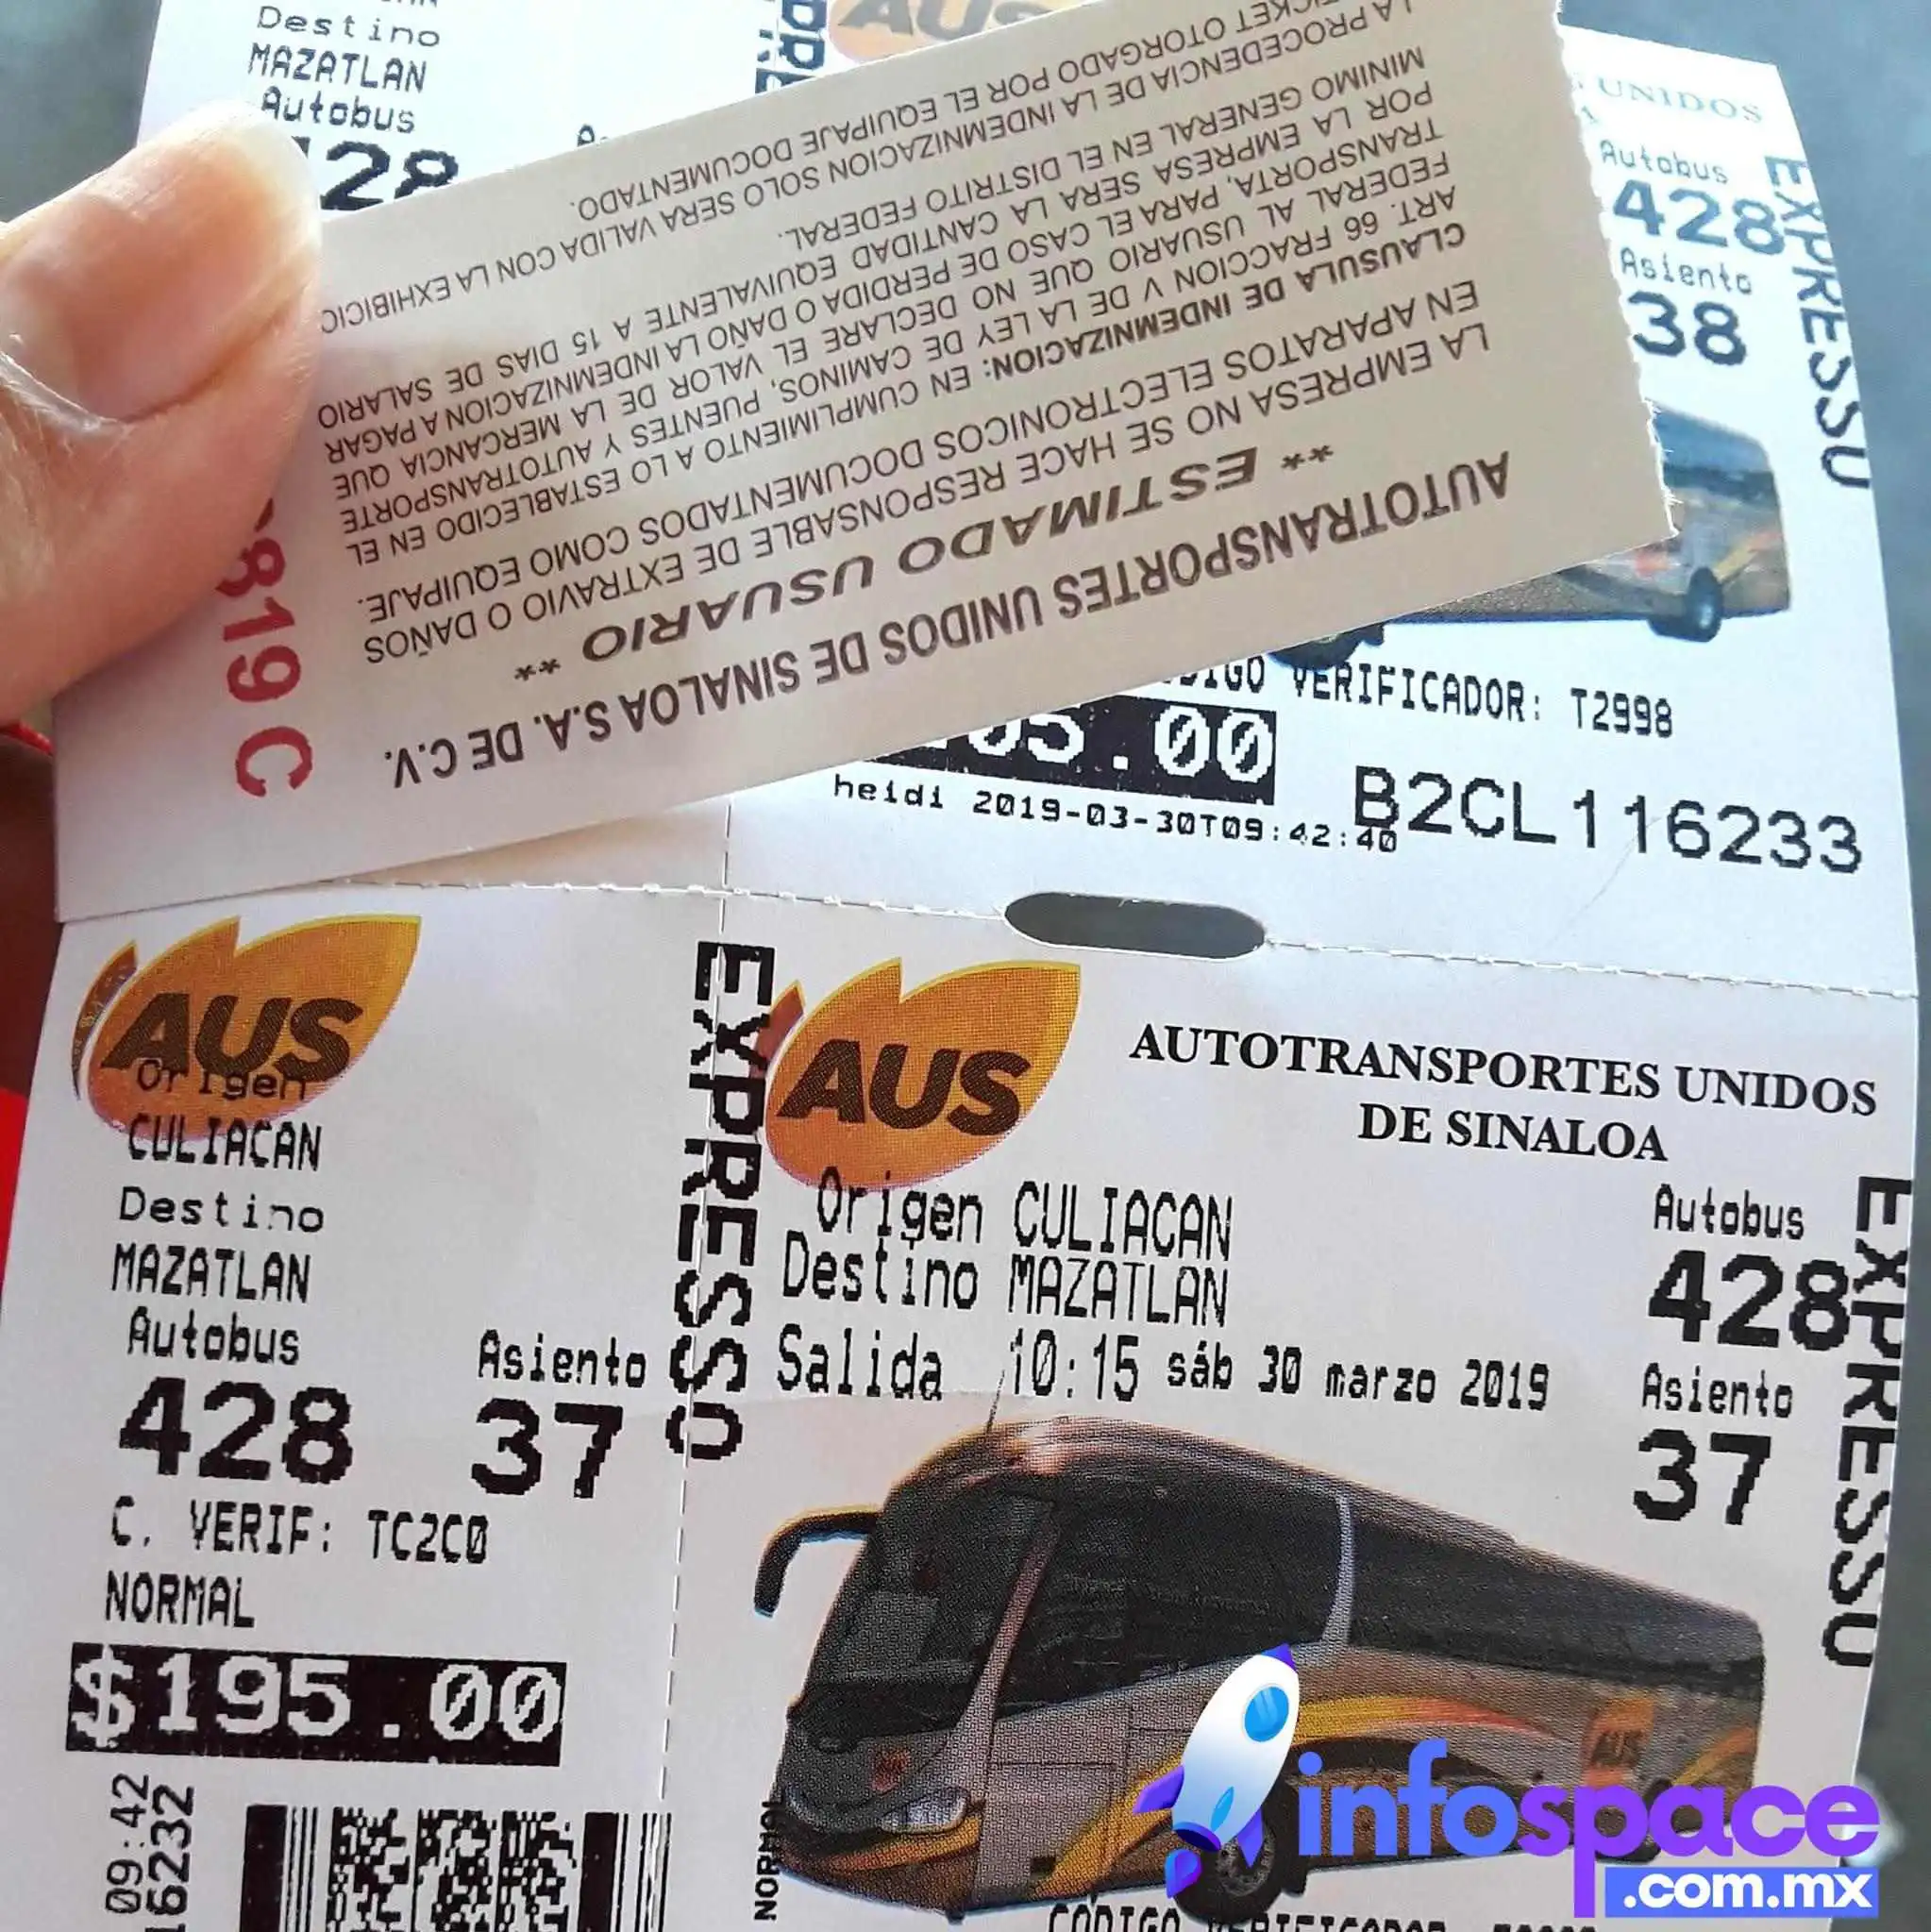 Destino
MAZATLAN
Autobus
AUS
UNIDOS
Autobus
428
Asiento
38
EXPRESSO
VERIFICADOR: T2998
.00
heidi 2019-03-30T09:42:40
B2CL116233
819 C
AUTOTRANSPORTES UNIDOS DE SINALOA S.A. DE C.V.
** ESTIMADO USUARIO **
LA EMPRESA NO SE HACE RESPONSABLE DE EXTRAVIO O DAÑOS
EN APARATOS ELECTRONICOS DOCUMENTADOS COMO EQUIPAJE.
CLAUSULA DE INDEMNIZACION: EN CUMPLIMIENTO A LO ESTABLECIDO EN EL
ART. 66 FRACCION V DE LA LEY DE CAMINOS, PUENTES Y AUTOTRANSPORTE
FEDERAL AL USUARIO QUE NO DECLARE EL VALOR DE LA MERCANCIA QUE
TRANSPORTA, PARA EL CASO DE PERDIDA O DAÑO LA INDEMNIZACION A PAGAR
POR LA EMPRESA SERA LA CANTIDAD EQUIVALENTE A 15 DIAS DE SALARIO
MINIMO GENERAL EN EL DISTRITO FEDERAL.
LA PROCEDENCIA DE LA INDEMNIZACION SOLO SERA VALIDA CON LA
OTORGADO POR EL EQUIPAJE DOCUMENTADO.
AUS
Origen
CULIACAN
Destino
MAZATLAN
Autobus
428
Asiento
37
C. VERIF: TC2C0
NORMAL
$195.00
09:42
16232
EXPRESSO
AUS
AUTOTRANSPORTES UNIDOS
DE SINALOA
Origen CULIACAN
Destino MAZATLAN
Salida 10:15 sáb 30 marzo 2019
Autobus
428
Asiento
37
EXPRESSO
AUS
NORMAL
CÓDIGO VERIFICADOR
infospace
.com.mx